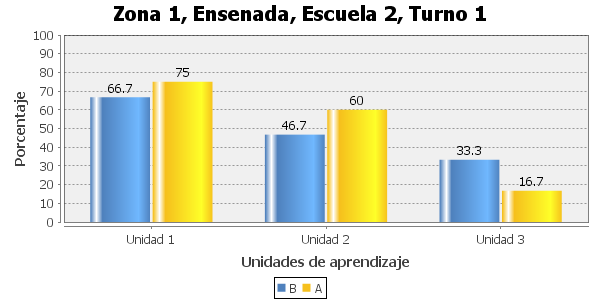 Zona 1, Ensenada, Escuela 2, Turno 1
Porcentaje
100
90
80
70
60
50
40
30
20
10
0
66.7
75
46.7
60
33.3
16.7
Unidad 1
Unidad 2
Unidad 3
Unidades de aprendizaje
B A